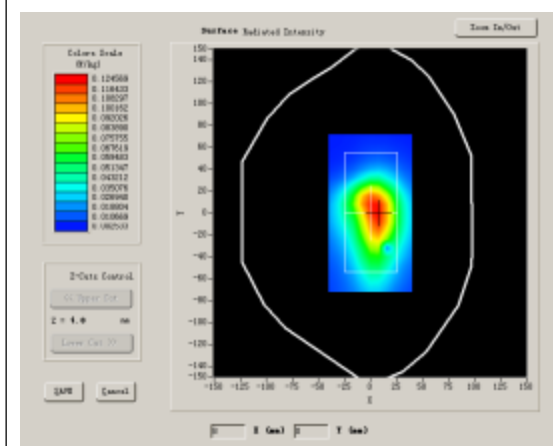 Surface Radiated Intensity
Zoom In/Out
Colors Scale
(W/kg)
0.124569
0.116433
0.108297
0.100162
0.092026
0.083890
0.075755
0.067619
0.059483
0.051347
0.043212
0.035076
0.026940
0.018804
0.010669
0.002533
Z-Cuts Control
<< Upper Cut
Z = 4.0 mm
Lower Cut >>
SAVE
Cancel
150
140
120
100
80
60
40
20
0
-20
-40
-60
-80
-100
-120
-140
-150
Y
-150 -125 -100 -75 -50 -25 0 25 50 75 100 125 150
X
0 X (mm) 0 Y (mm)